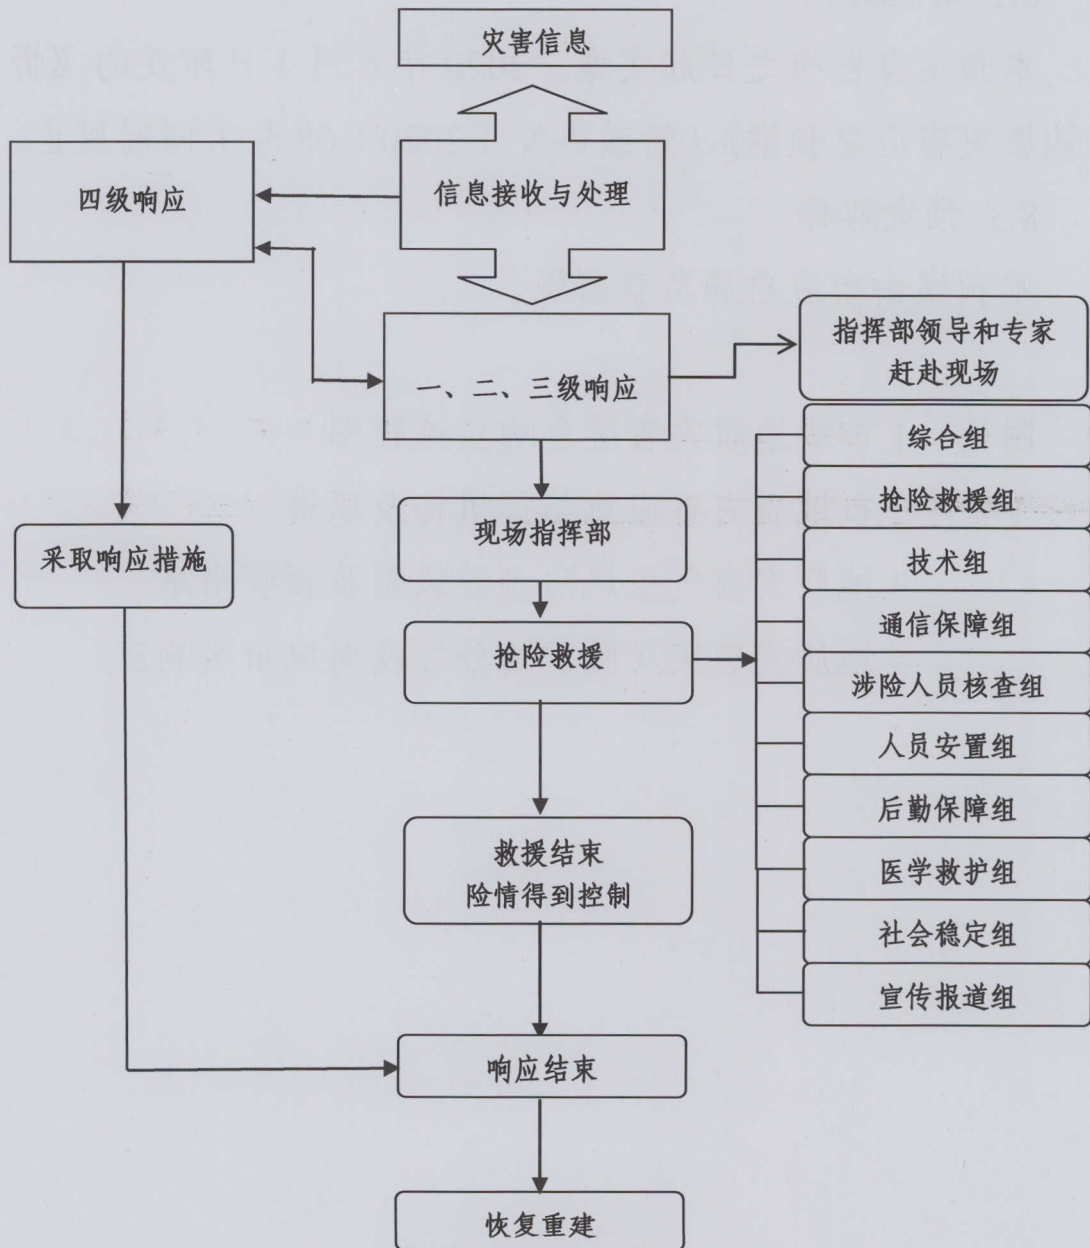 灾害信息
四级响应
信息接收与处理
指挥部领导和专家
赶赴现场
一、二、三级响应
综合组
抢险救援组
现场指挥部
采取响应措施
技术组
通信保障组
抢险救援
涉险人员核查组
人员安置组
后勤保障组
救援结束
险情得到控制
医学救护组
社会稳定组
宣传报道组
响应结束
恢复重建